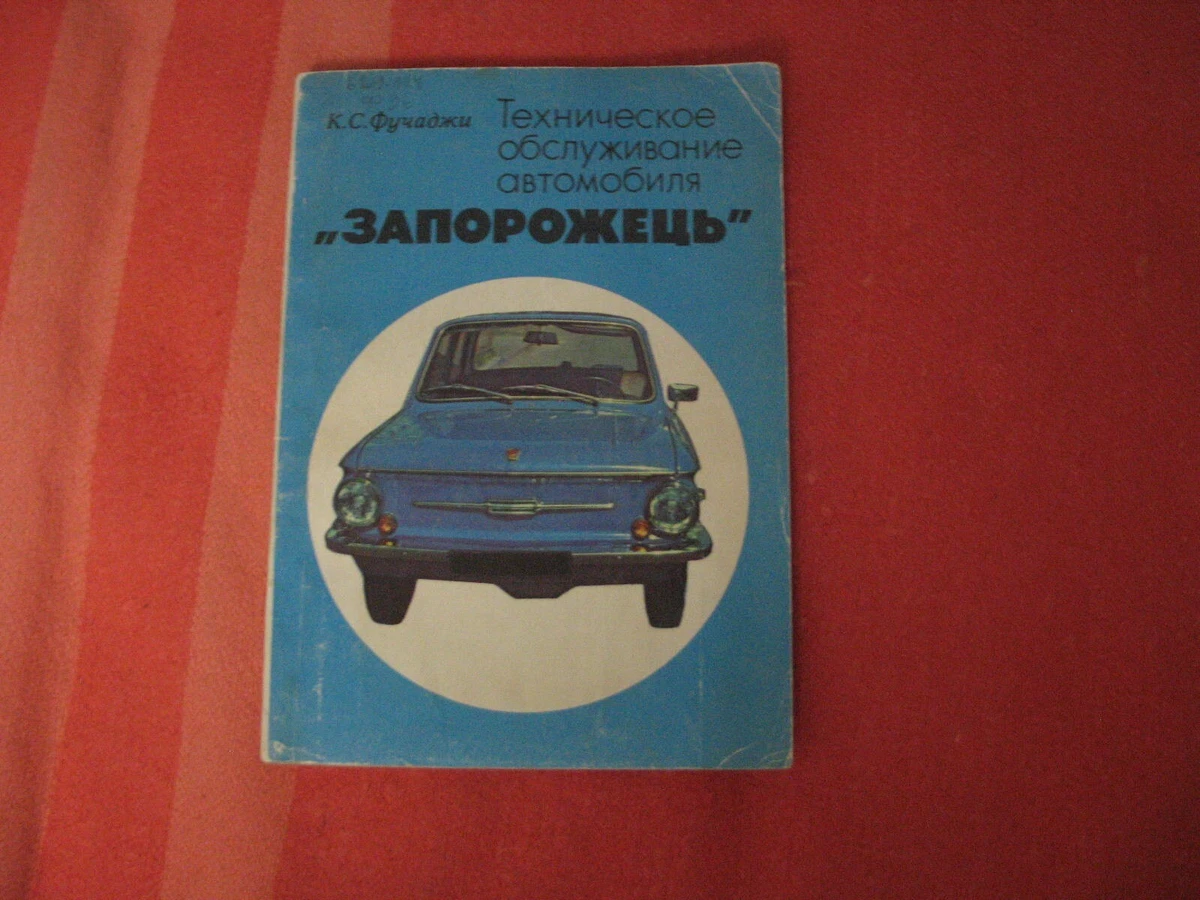 К.С.Фучаджи
Техническое
обслуживание
автомобиля
„ЗАПОРОЖЕЦЬ”